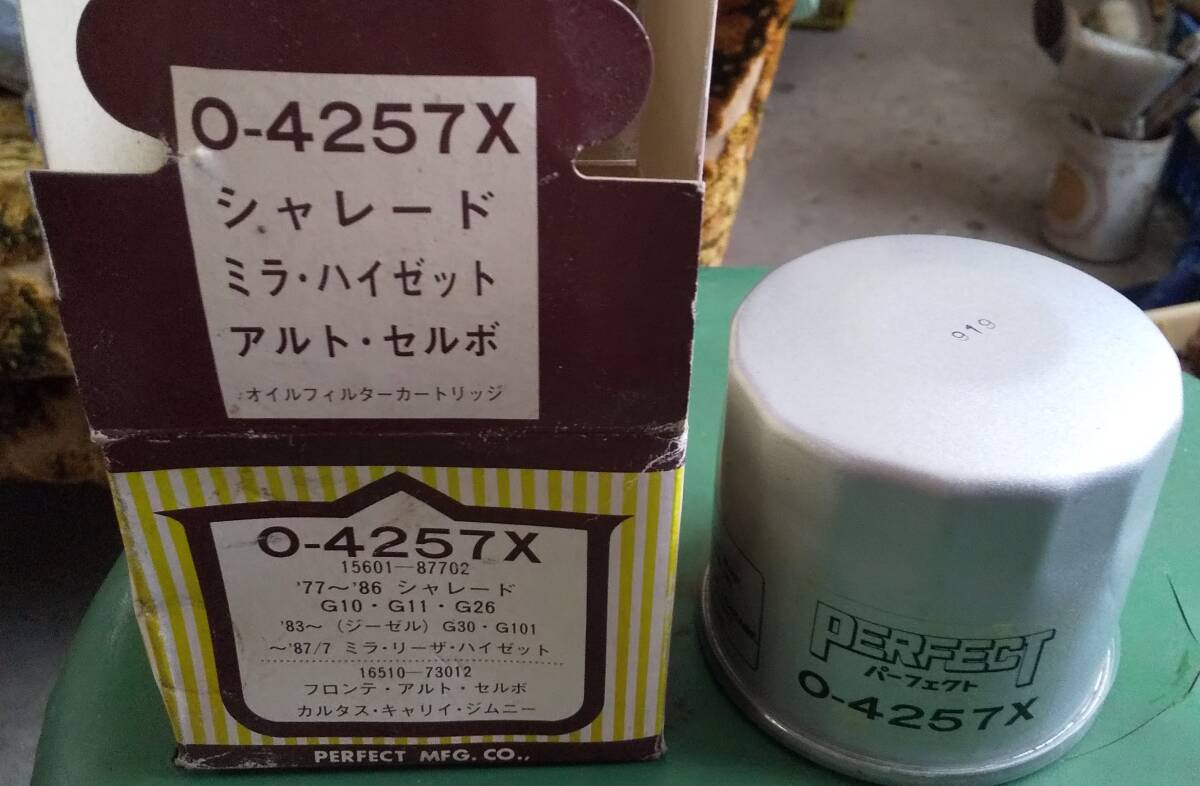 O-4257X
シャレード
ミラ・ハイゼット
アルト・セルボ
オイルフィルターカートリッジ
O-4257X
15601-87702
'77～'86 シャレード
G10・G11・G26
'83～（ジーゼル）G30・G101
～'87/7 ミラ・リーザ・ハイゼット
16510-73012
フロンテ・アルト・セルボ
カルタス・キャリイ・ジムニー
PERFECT MFG. CO.,
919
PERFECT
パーフェクト
O-4257X